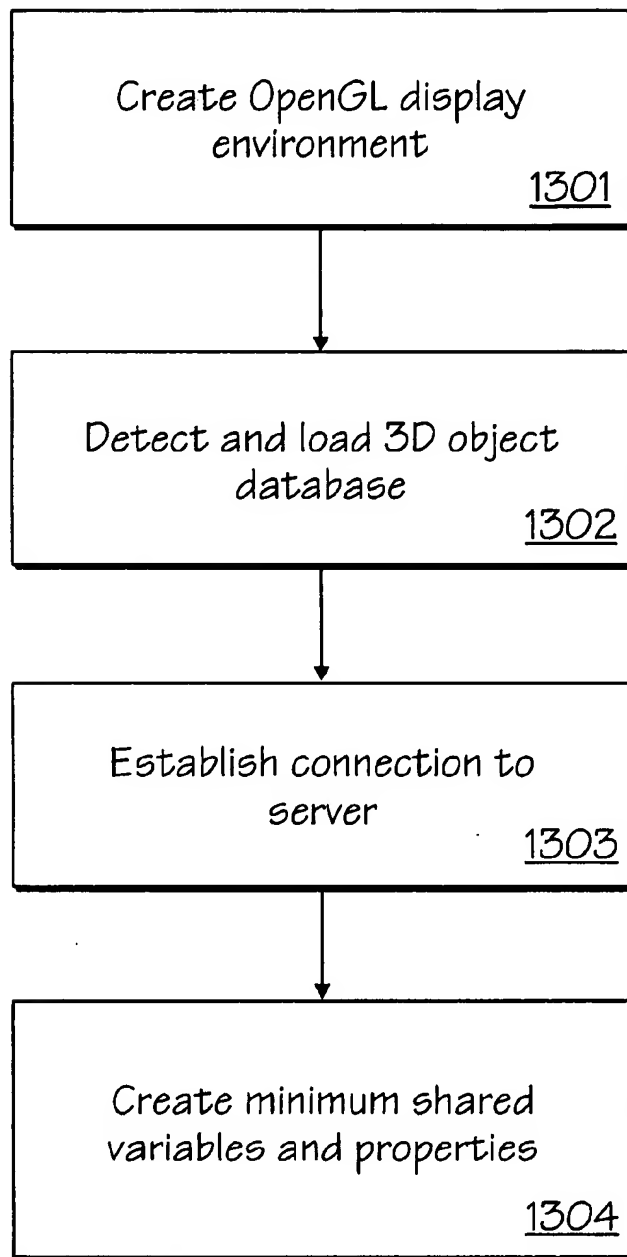 Create OpenGL display
environment
1301
Detect and load 3D object
database
1302
Establish connection to
server
1303
Create minimum shared
variables and properties
1304